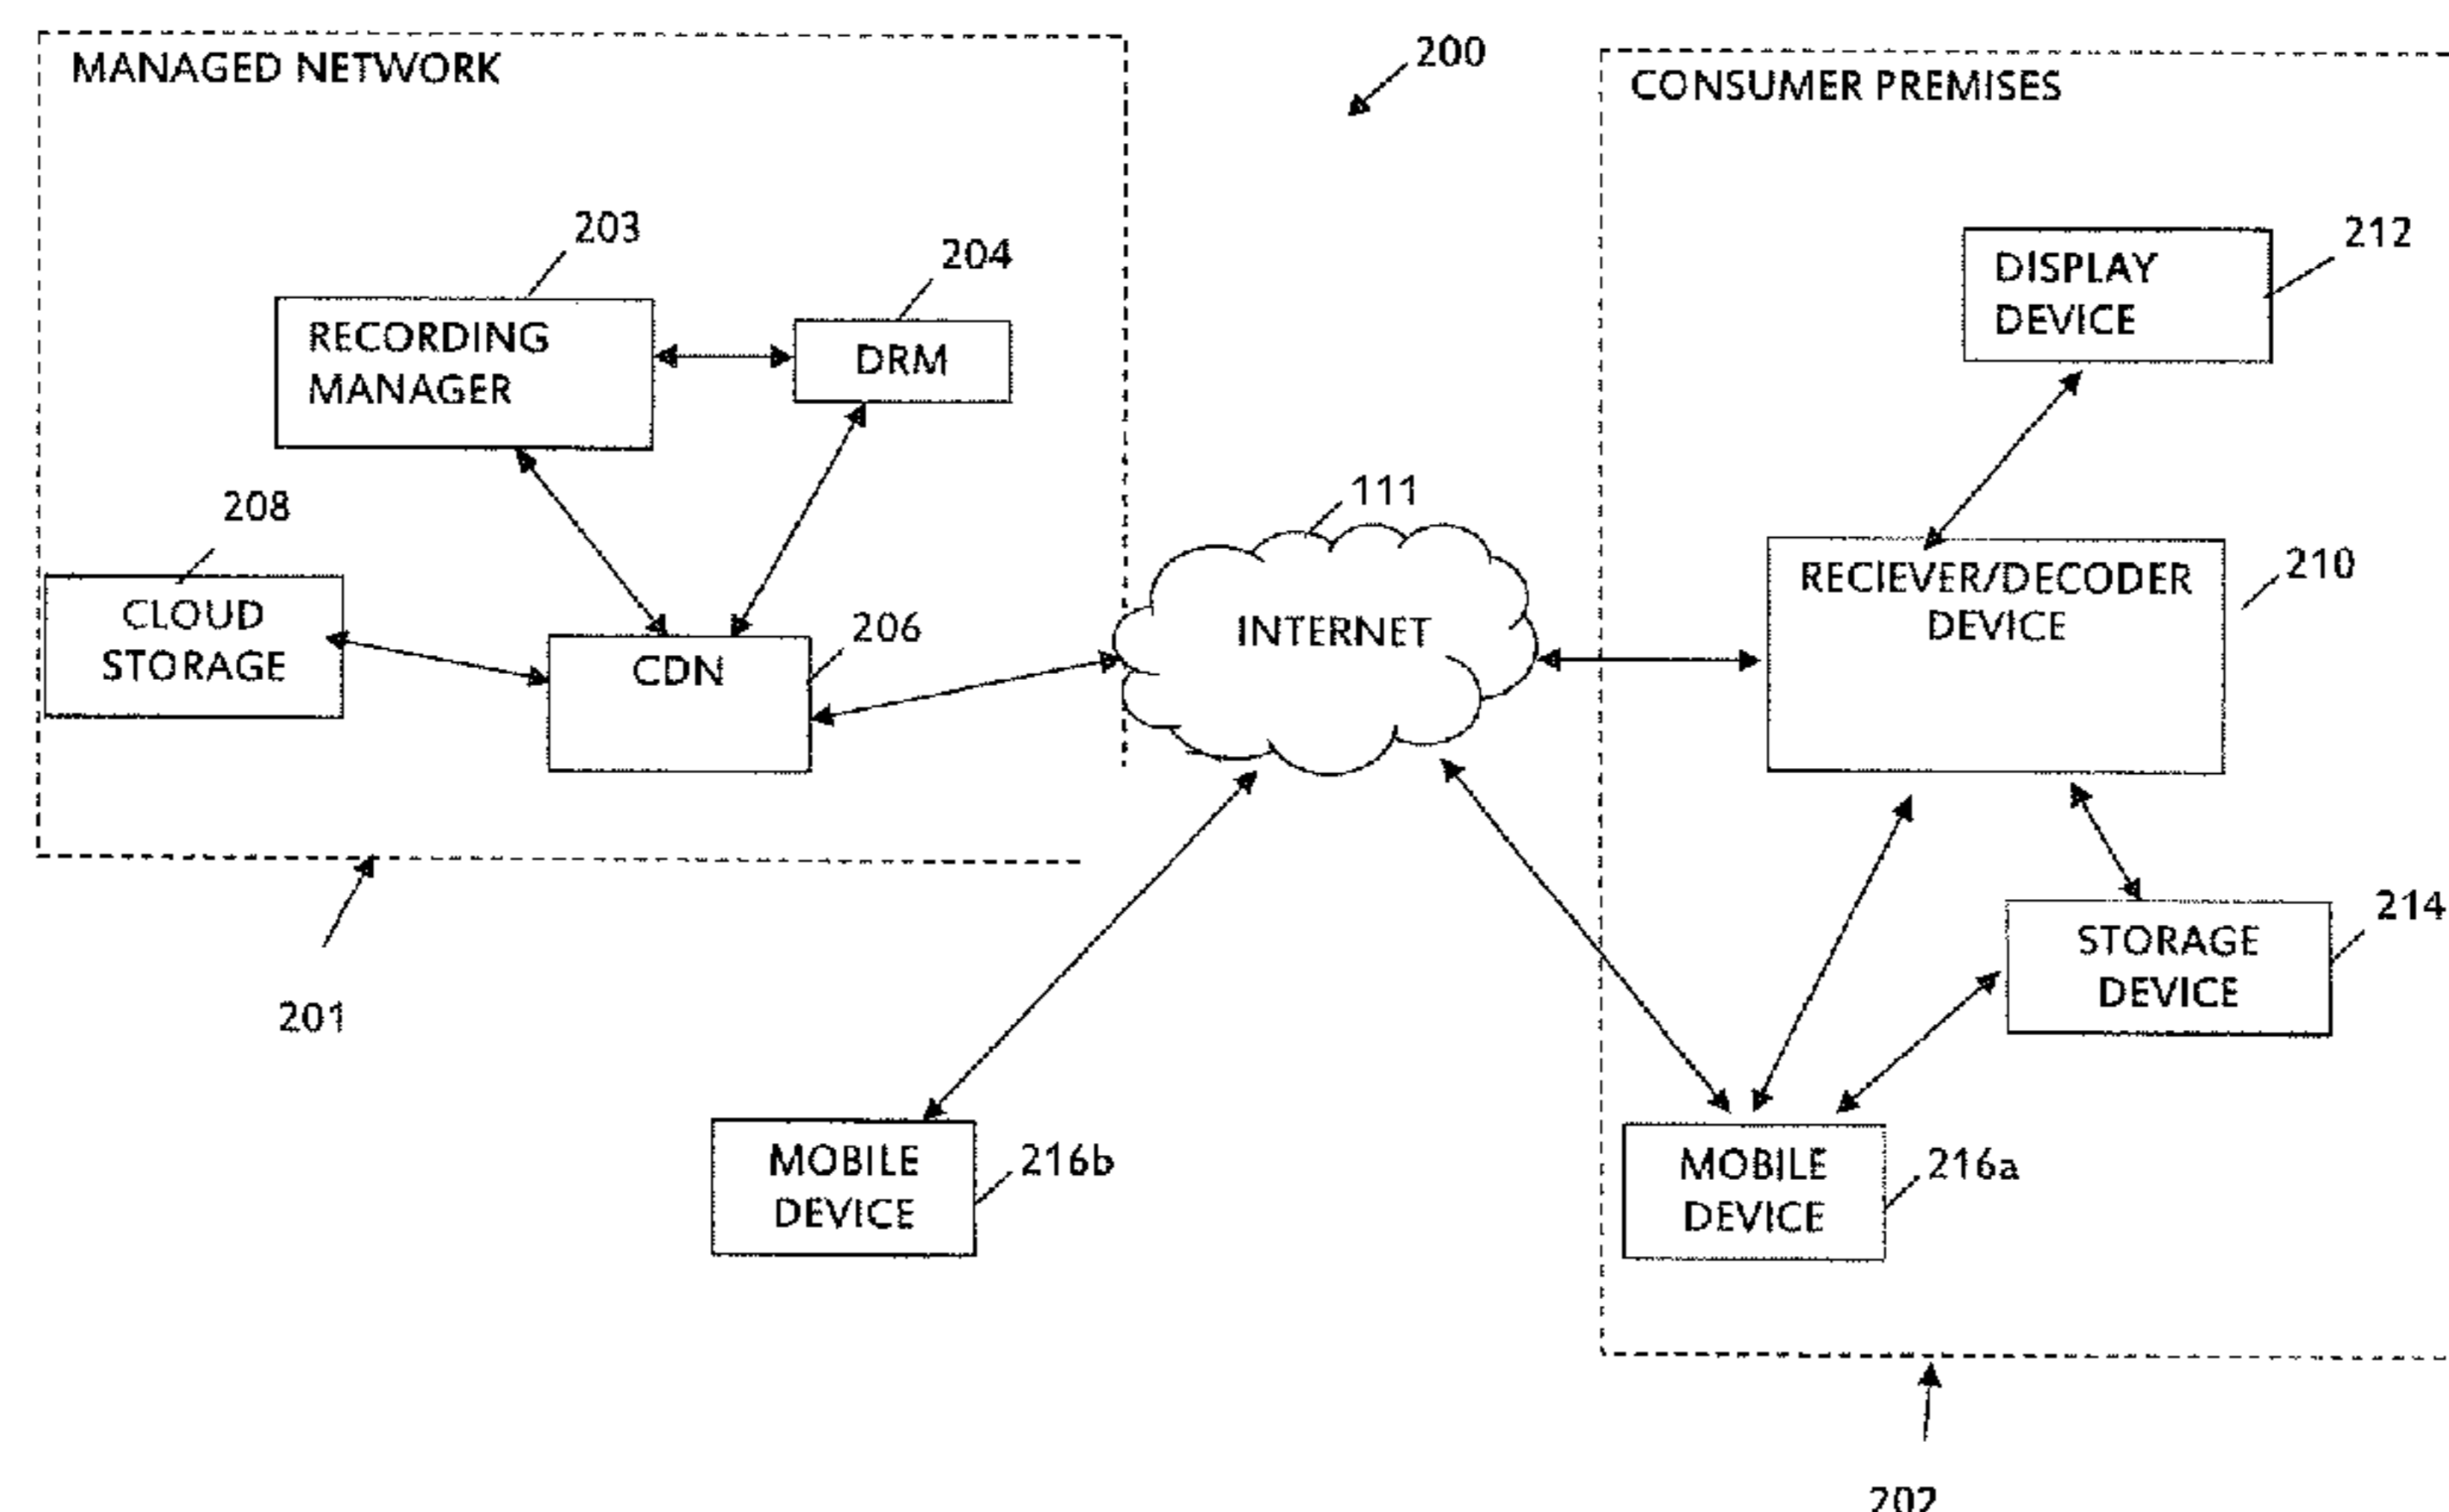 MANAGED NETWORK
200
CONSUMER PREMISES
203
204
RECORDING
MANAGER
DRM
212
DISPLAY
DEVICE
208
CLOUD
STORAGE
206
CDN
111
INTERNET
RECIEVER/DECODER
DEVICE
210
201
214
STORAGE
DEVICE
MOBILE
DEVICE
216b
MOBILE
DEVICE
216a
202